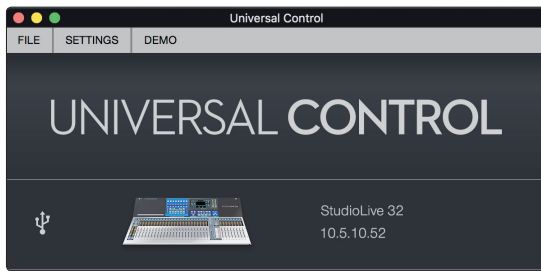 Universal Control
FILE SETTINGS DEMO
UNIVERSAL CONTROL
StudioLive 32
10.5.10.52